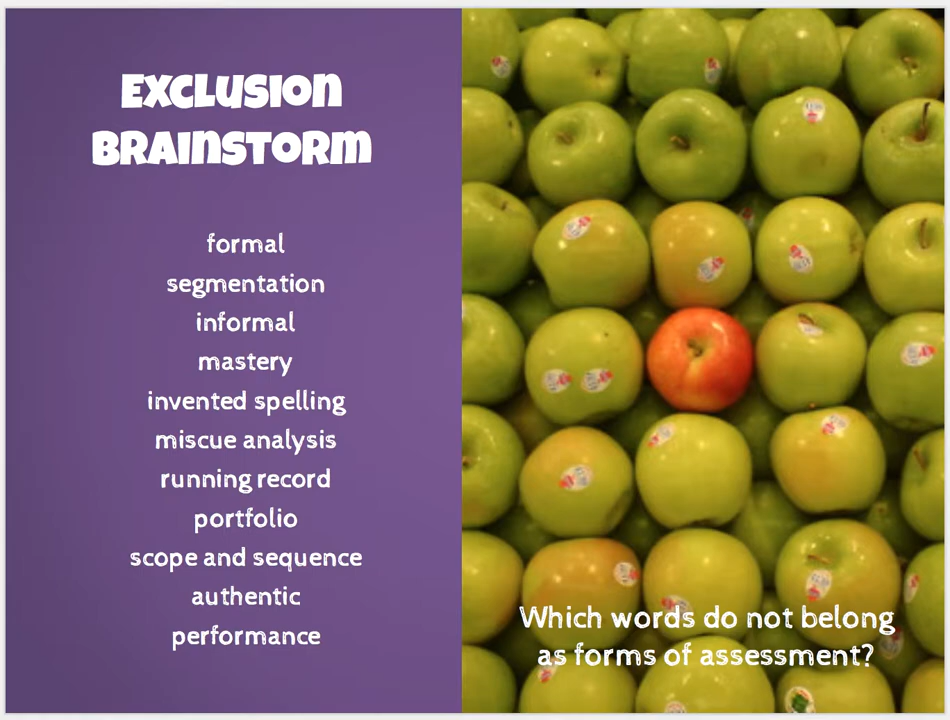 Exclusion
Brainstorm
formal
segmentation
informal
mastery
invented spelling
miscue analysis
running record
portfolio
scope and sequence
authentic
performance
Which words do not belong
as forms of assessment?